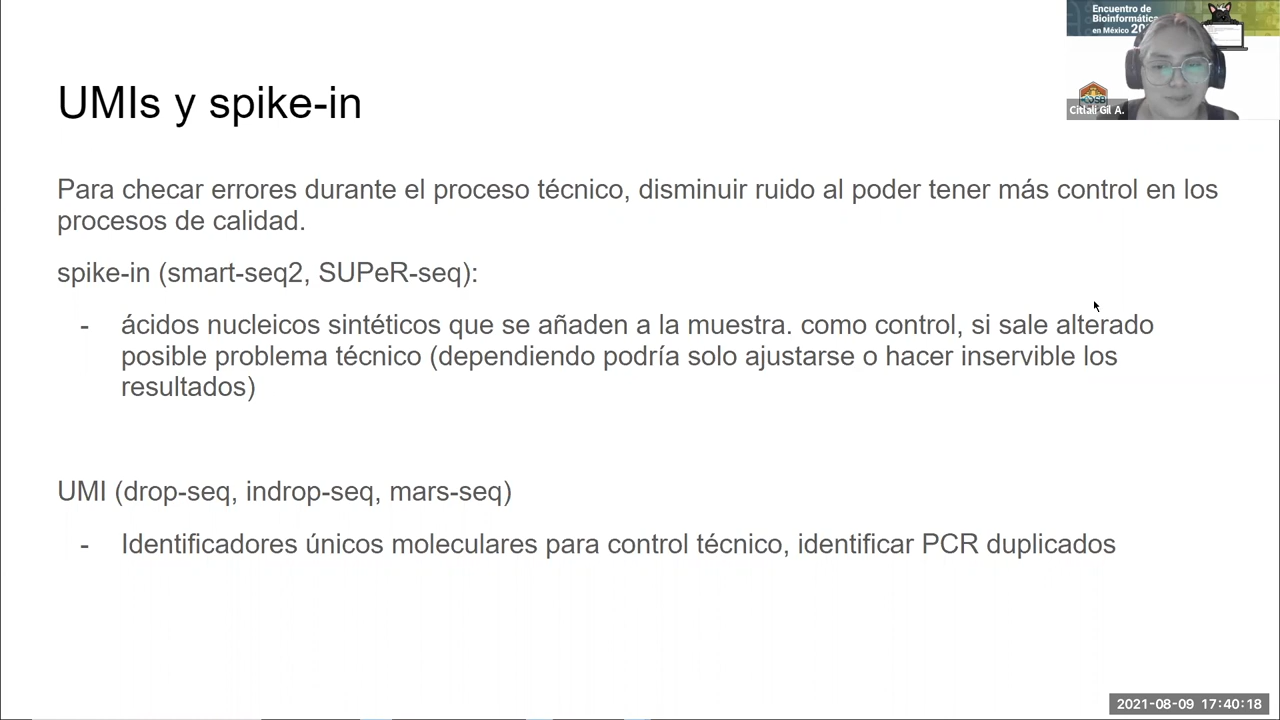 Encuentro de
Bioinformática
en México 20
Citlali Gil A.
UMIs y spike-in
Para checar errores durante el proceso técnico, disminuir ruido al poder tener más control en los
procesos de calidad.
spike-in (smart-seq2, SUPeR-seq):
- ácidos nucleicos sintéticos que se añaden a la muestra. como control, si sale alterado
posible problema técnico (dependiendo podría solo ajustarse o hacer inservible los
resultados)
UMI (drop-seq, indrop-seq, mars-seq)
- Identificadores únicos moleculares para control técnico, identificar PCR duplicados
2021-08-09 17:40:18